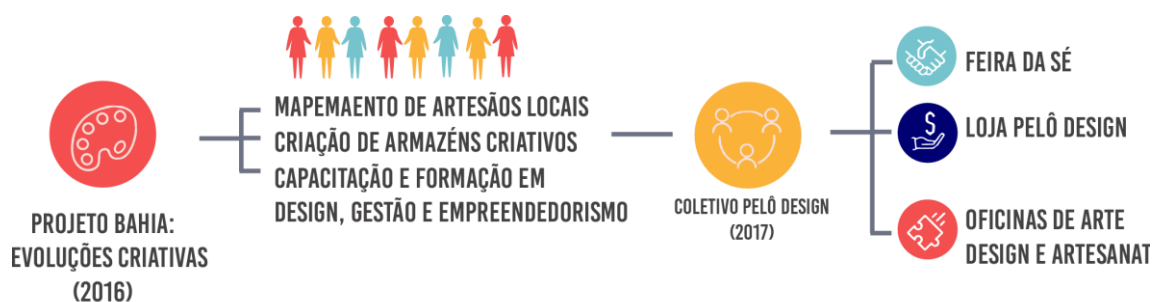 PROJETO BAHIA:
EVOLUÇÕES CRIATIVAS
(2016)
MAPEMAENTO DE ARTESÃOS LOCAIS
CRIAÇÃO DE ARMAZÉNS CRIATIVOS
CAPACITAÇÃO E FORMAÇÃO EM
DESIGN, GESTÃO E EMPREENDEDORISMO
COLETIVO PELÔ DESIGN
(2017)
FEIRA DA SÉ
$
LOJA PELÔ DESIGN
OFICINAS DE ARTE
DESIGN E ARTESANAT